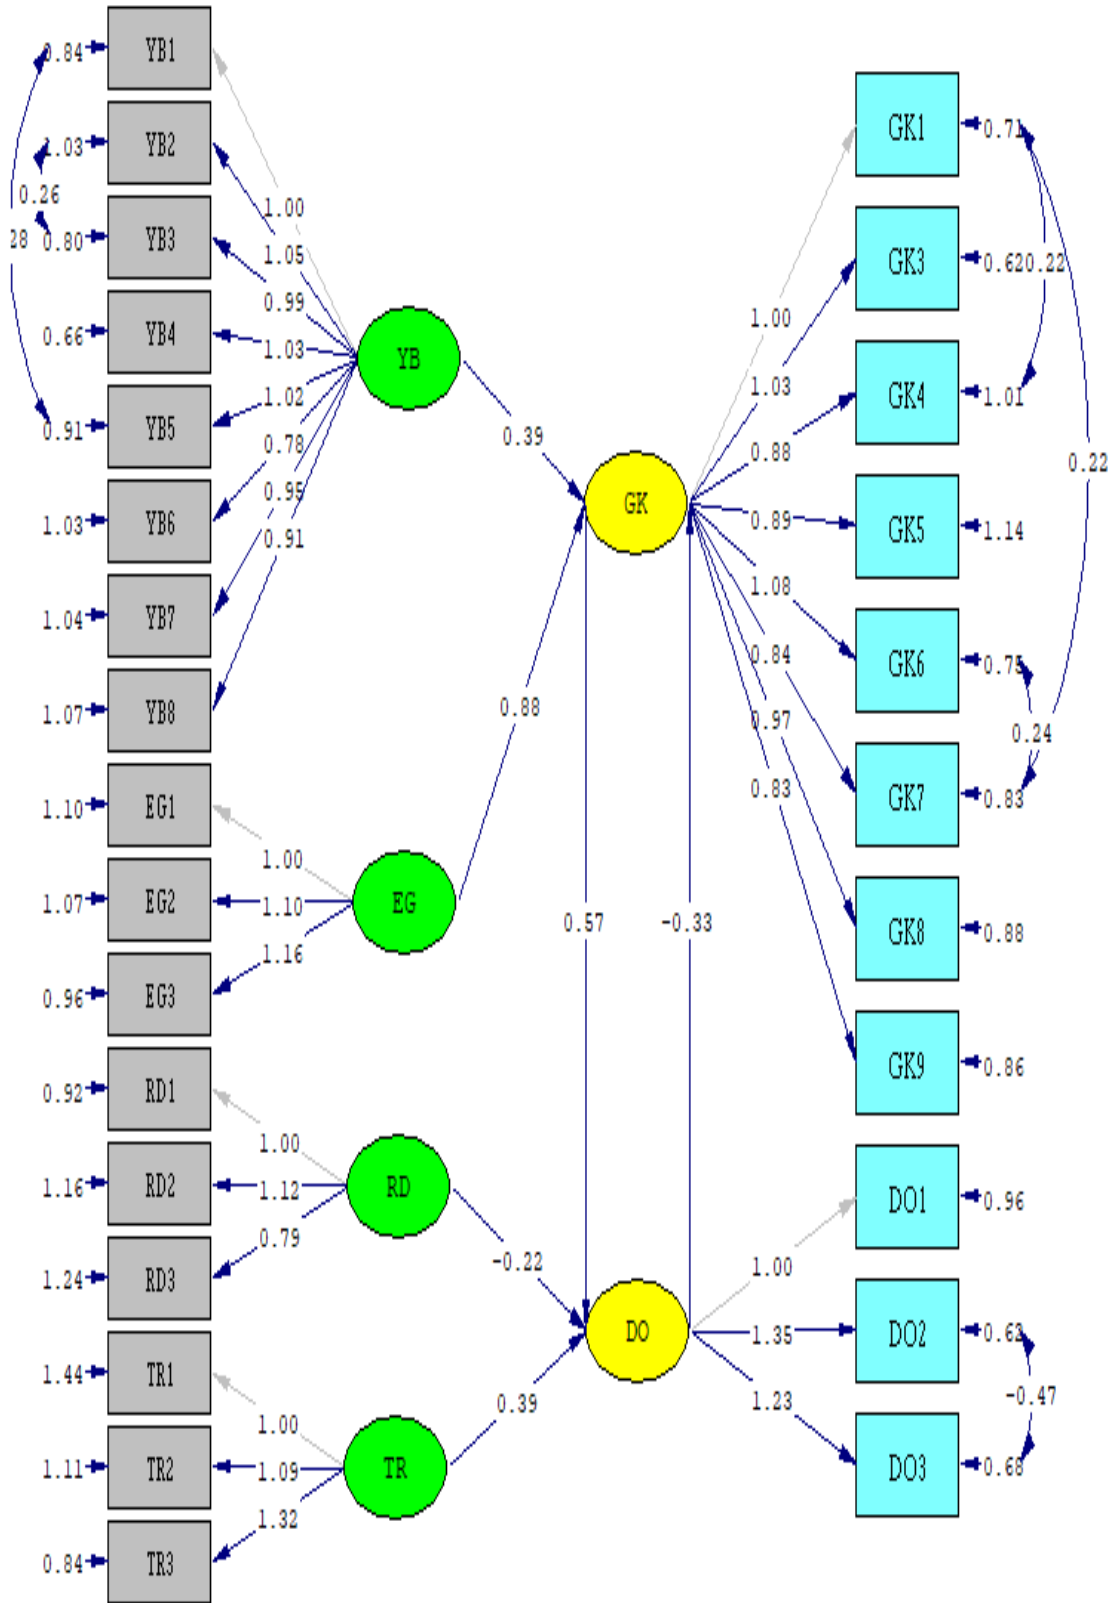 0.84 YB1
1.03 YB2
0.26
28
0.80 YB3
0.66 YB4
0.91 YB5
1.03 YB6
1.04 YB7
1.07 YB8
1.10 EG1
1.07 EG2
0.96 EG3
0.92 RD1
1.16 RD2
1.24 RD3
1.44 TR1
1.11 TR2
0.84 TR3
1.00
1.05
0.99
1.03
1.02
0.78
0.95
0.91
1.00
1.10
1.16
1.00
1.12
0.79
1.00
1.09
1.32
YB
EG
RD
TR
0.39
0.88
-0.22
0.39
GK
DO
0.57
-0.33
1.00
1.03
0.88
0.89
1.08
0.84
0.97
0.83
1.00
1.35
1.23
GK1 0.71
GK3 0.62 0.22
GK4 1.01
0.22
GK5 1.14
GK6 0.75
0.24
GK7 0.83
GK8 0.88
GK9 0.86
DO1 0.96
DO2 0.63
-0.47
DO3 0.68